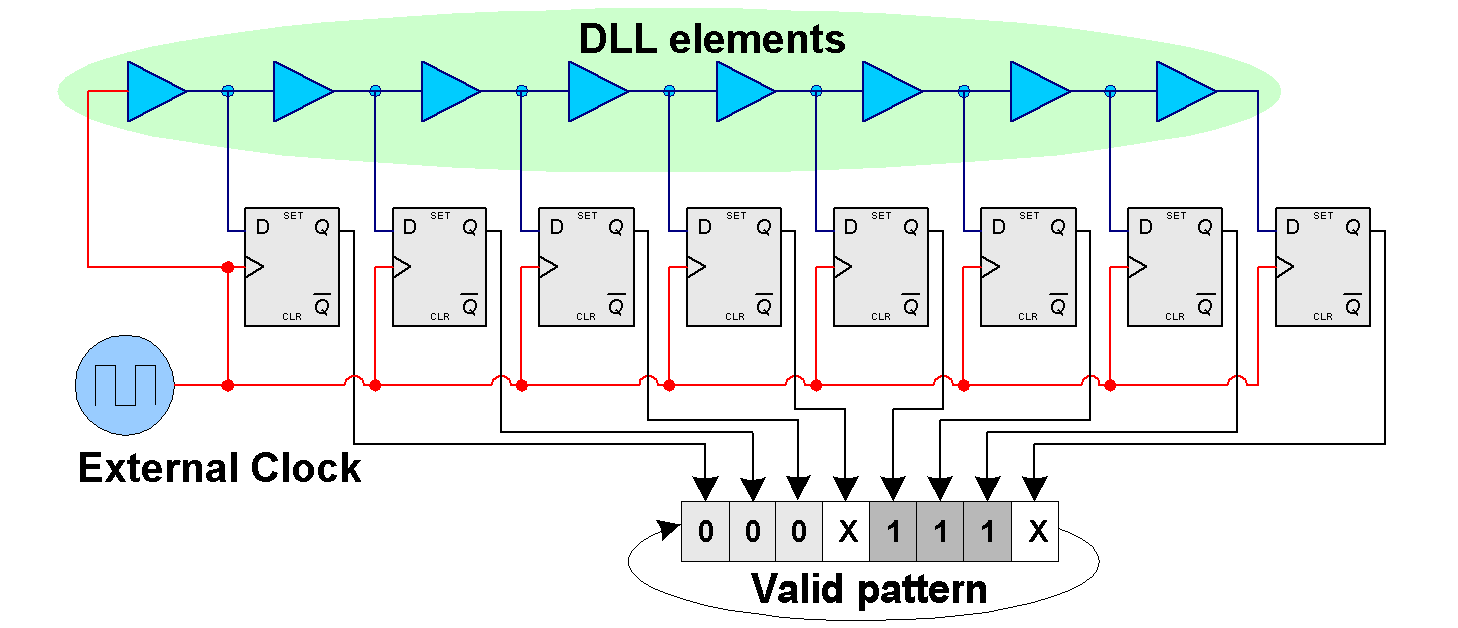 DLL elements
SET SET SET SET SET SET SET SET
D Q D Q D Q D Q D Q D Q D Q D Q
Q̅ Q̅ Q̅ Q̅ Q̅ Q̅ Q̅ Q̅
CLR CLR CLR CLR CLR CLR CLR CLR
External Clock
0 0 0 X 1 1 1 X
Valid pattern